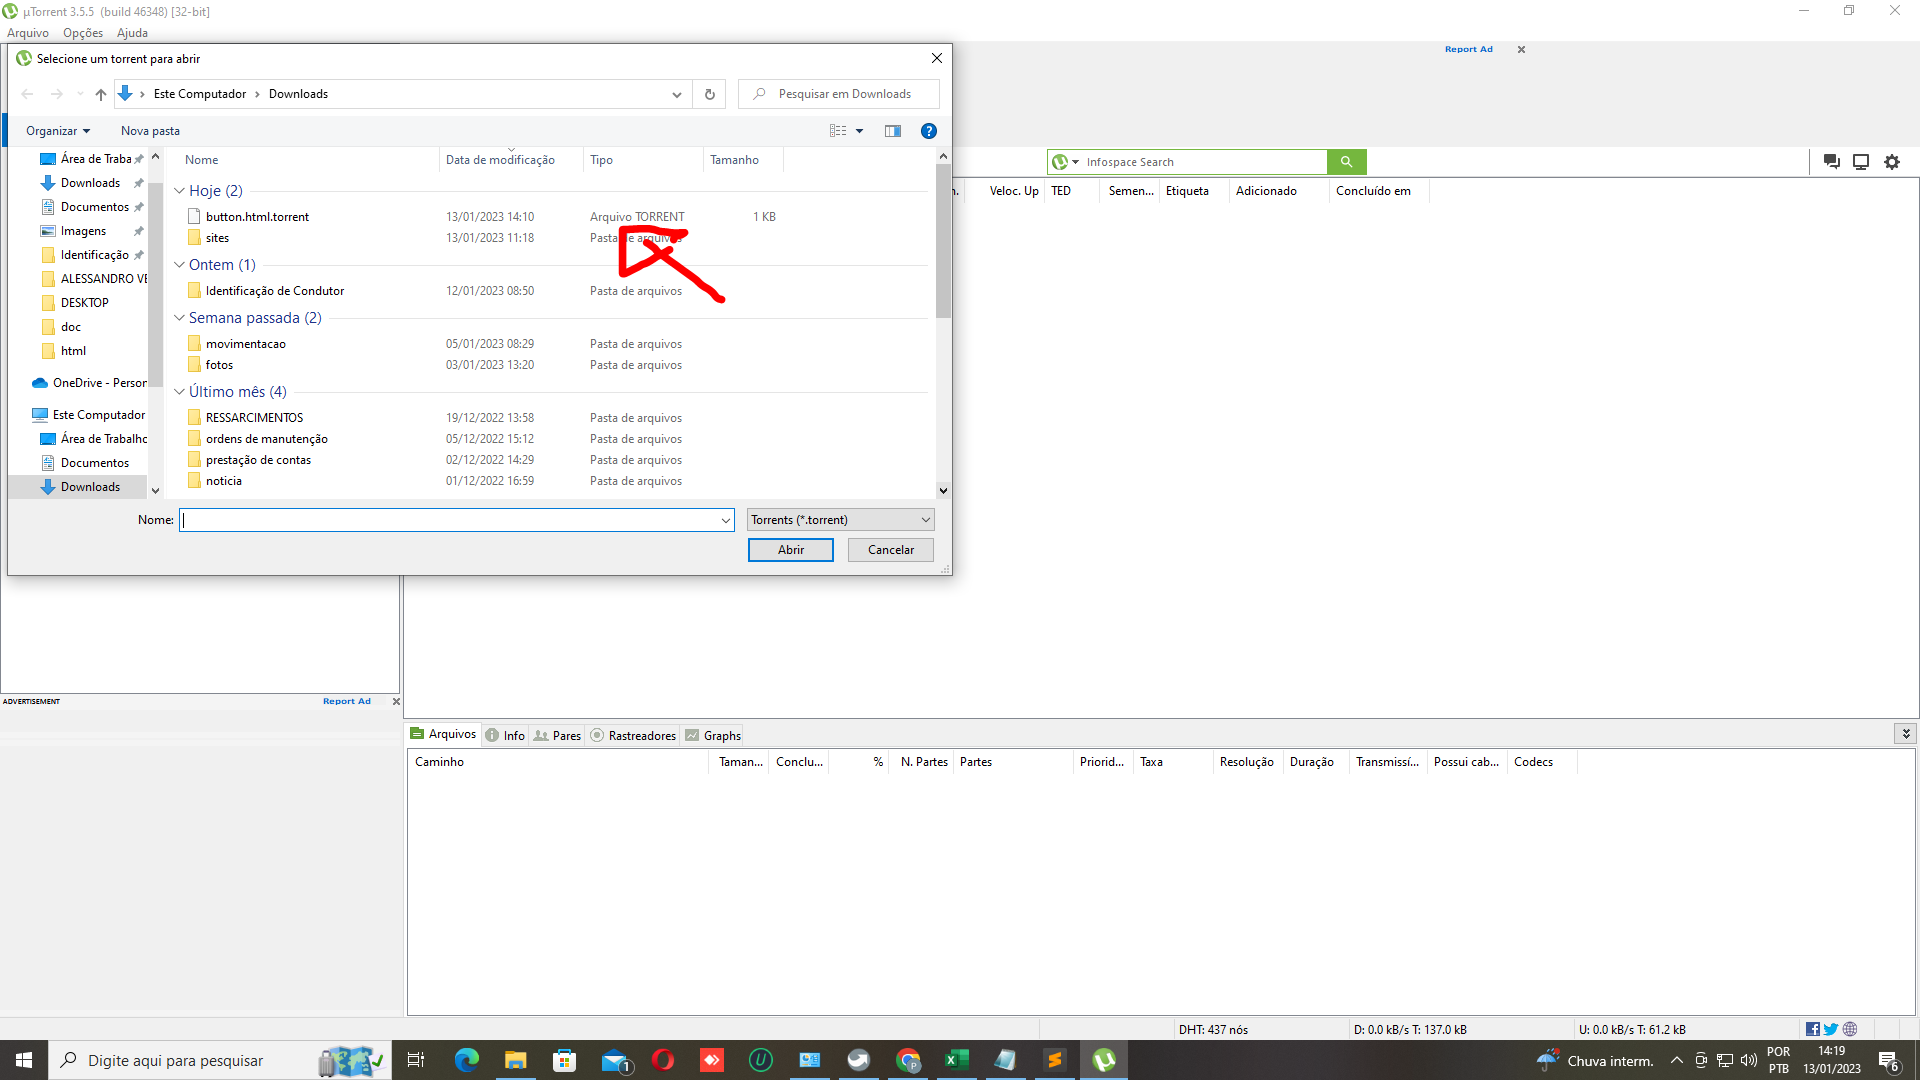 µTorrent 3.5.5 (build 46348) [32-bit]
Arquivo Opções Ajuda
Selecione um torrent para abrir
Report Ad
Este Computador > Downloads
Pesquisar em Downloads
Organizar Nova pasta
Área de Traba
Downloads
Documentos
Imagens
Identificação
ALESSANDRO VE
DESKTOP
doc
html
OneDrive - Person
Este Computador
Área de Trabalho
Documentos
Downloads
Nome Data de modificação Tipo Tamanho
Hoje (2)
button.html.torrent 13/01/2023 14:10 Arquivo TORRENT 1 KB
sites 13/01/2023 11:18 Pasta de arquivos
Ontem (1)
Identificação de Condutor 12/01/2023 08:50 Pasta de arquivos
Semana passada (2)
movimentacao 05/01/2023 08:29 Pasta de arquivos
fotos 03/01/2023 13:20 Pasta de arquivos
Último mês (4)
RESSARCIMENTOS 19/12/2022 13:58 Pasta de arquivos
ordens de manutenção 05/12/2022 15:12 Pasta de arquivos
prestação de contas 02/12/2022 14:29 Pasta de arquivos
noticia 01/12/2022 16:59 Pasta de arquivos
Nome: Torrents (*.torrent)
Abrir Cancelar
Infospace Search
Veloc. Up TED Semen... Etiqueta Adicionado Concluído em
ADVERTISEMENT Report Ad
Arquivos Info Pares Rastreadores Graphs
Caminho Taman... Conclu... % N. Partes Partes Priorid... Taxa Resolução Duração Transmissí... Possui cab... Codecs
DHT: 437 nós D: 0.0 kB/s T: 137.0 kB U: 0.0 kB/s T: 61.2 kB
Digite aqui para pesquisar
1
Chuva interm.
POR
PTB
14:19
13/01/2023
6